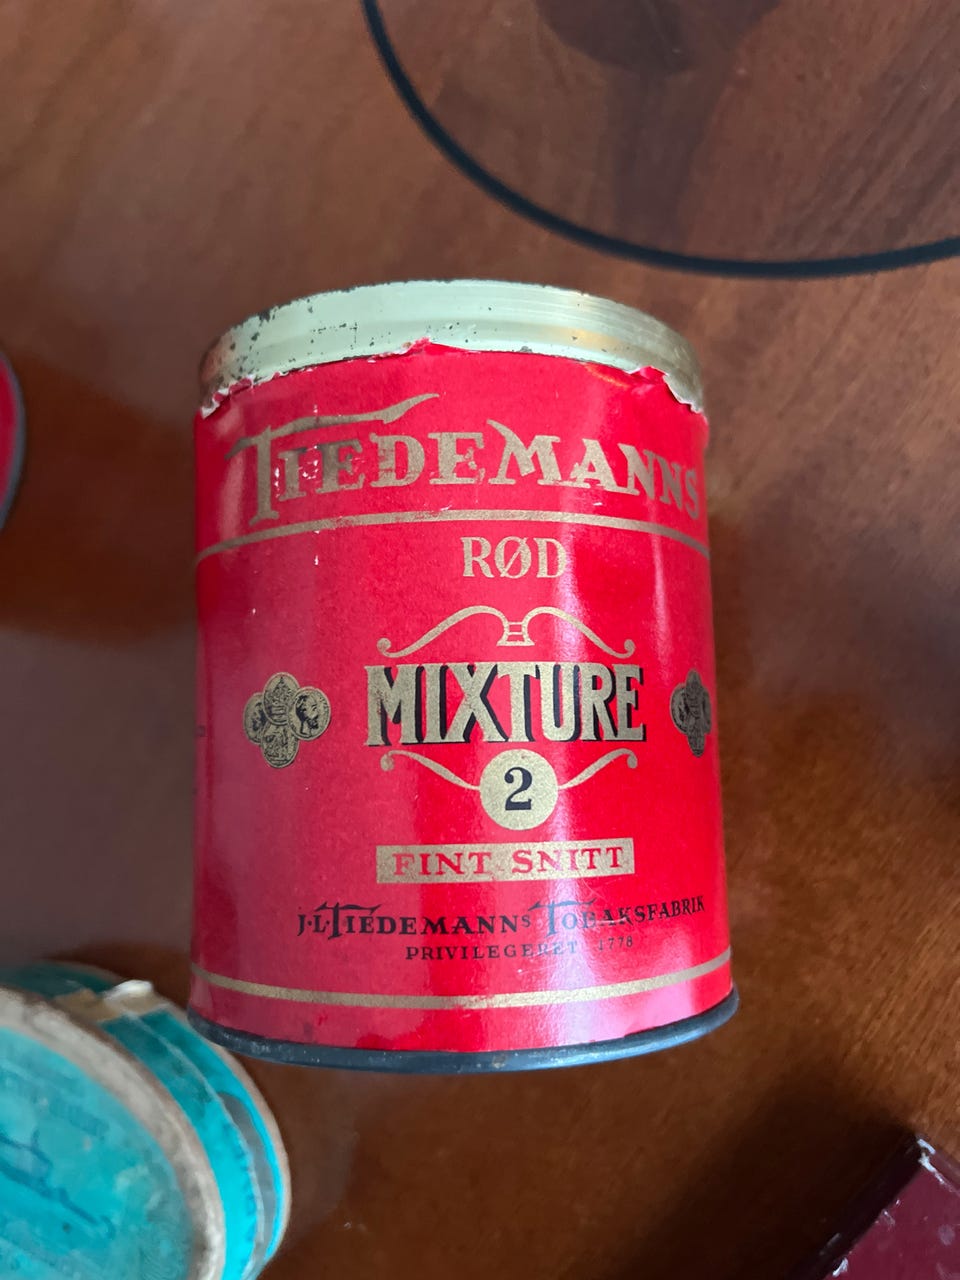 TIEDEMANNS
RØD
MIXTURE
2
FINT SNITT
J.L. TIEDEMANNS TOBAKSFABRIK
PRIVILEGERET 1778